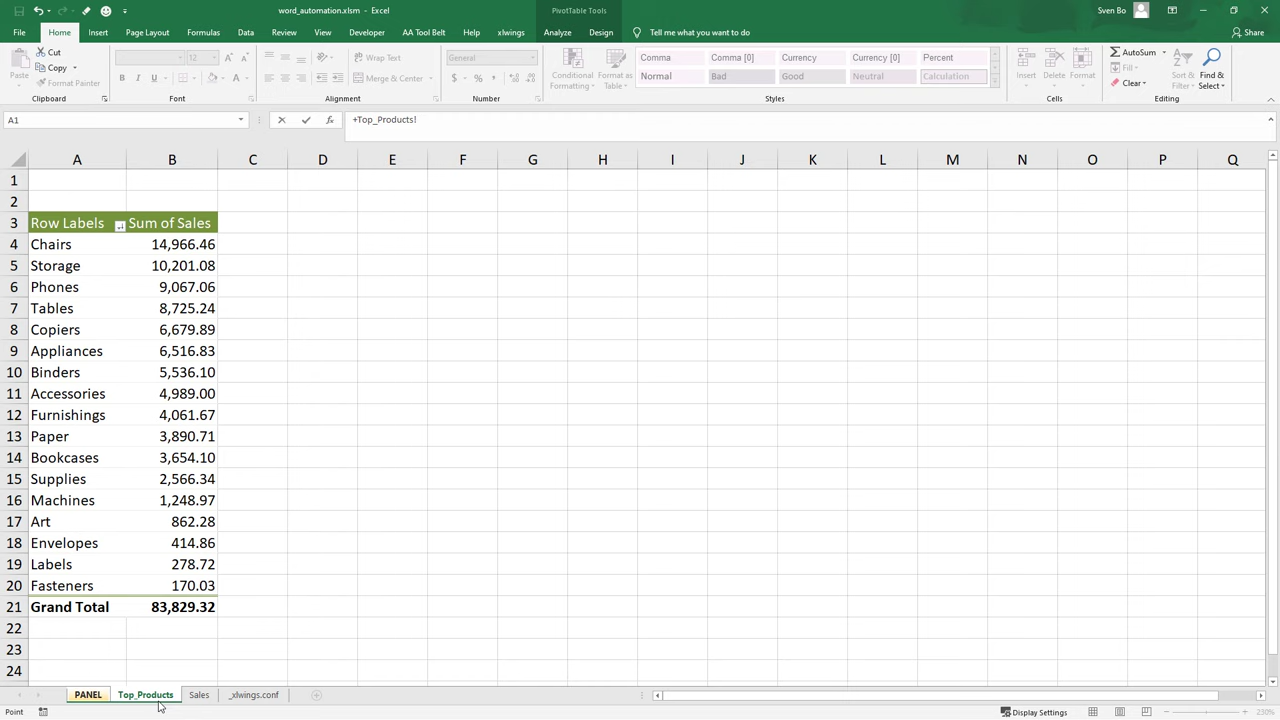 word_automation.xlsm - Excel
PivotTable Tools
Sven Bo
File Home Insert Page Layout Formulas Data Review View Developer AA Tool Belt Help xlwings Analyze Design Tell me what you want to do Share
Paste
Cut
Copy
Format Painter
Clipboard
12
B I U
Font
Wrap Text
Merge & Center
Alignment
General
$ % ,
Number
Conditional Formatting
Format as Table
Comma Comma [0] Currency Currency [0] Percent
Normal Bad Good Neutral Calculation
Styles
Insert Delete Format
Cells
AutoSum
Fill
Clear
Sort & Filter
Find & Select
Editing
A1 fx +Top_Products!
A B C D E F G H I J K L M N O P Q
1
2
3 Row Labels Sum of Sales
4 Chairs 14,966.46
5 Storage 10,201.08
6 Phones 9,067.06
7 Tables 8,725.24
8 Copiers 6,679.89
9 Appliances 6,516.83
10 Binders 5,536.10
11 Accessories 4,989.00
12 Furnishings 4,061.67
13 Paper 3,890.71
14 Bookcases 3,654.10
15 Supplies 2,566.34
16 Machines 1,248.97
17 Art 862.28
18 Envelopes 414.86
19 Labels 278.72
20 Fasteners 170.03
21 Grand Total 83,829.32
22
23
24
PANEL Top_Products Sales _xlwings.conf
Point Display Settings 230%